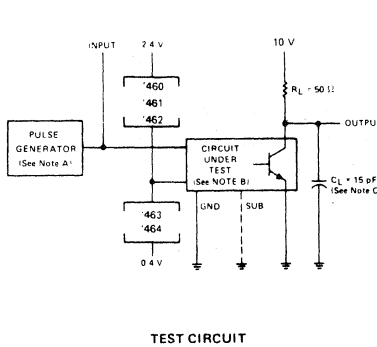 INPUT
2.4 V
10 V
'460
'461
'462
RL = 50 Ω
OUTPU
PULSE
GENERATOR
(See Note A)
CIRCUIT
UNDER
TEST
(See NOTE B)
CL = 15 pF
(See Note C
GND
SUB
'463
'464
0.4 V
TEST CIRCUIT